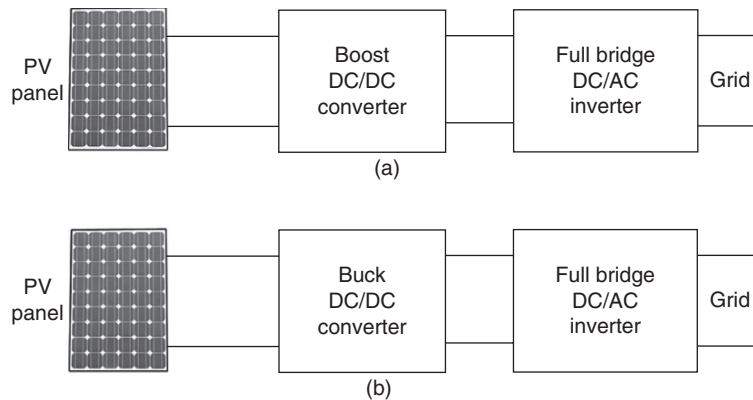 PV
panel
Boost
DC/DC
converter
Full bridge
DC/AC
inverter
Grid
(a)
PV
panel
Buck
DC/DC
converter
Full bridge
DC/AC
inverter
Grid
(b)